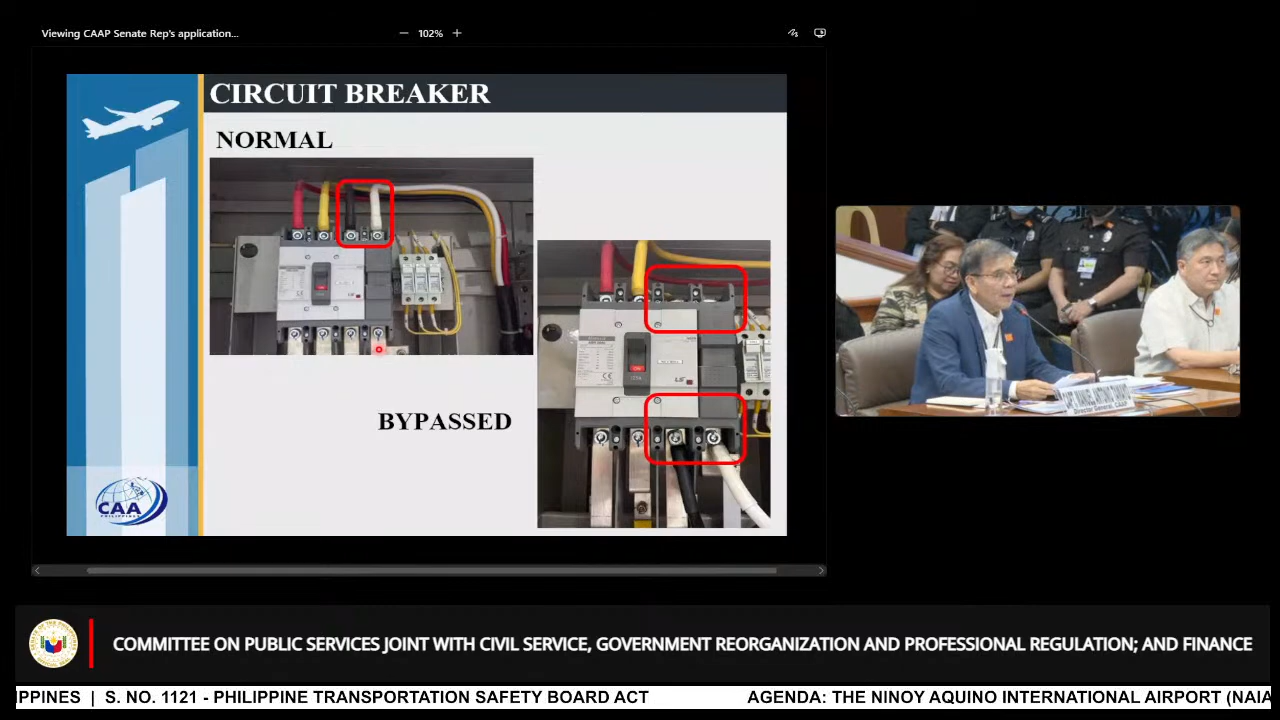 Viewing CAAP Senate Rep's application...
102%
CIRCUIT BREAKER
NORMAL
BYPASSED
CAA
PHILIPPINES
COMMITTEE ON PUBLIC SERVICES JOINT WITH CIVIL SERVICE, GOVERNMENT REORGANIZATION AND PROFESSIONAL REGULATION; AND FINANCE
IPPINES | S. NO. 1121 - PHILIPPINE TRANSPORTATION SAFETY BOARD ACT AGENDA: THE NINOY AQUINO INTERNATIONAL AIRPORT (NAIA